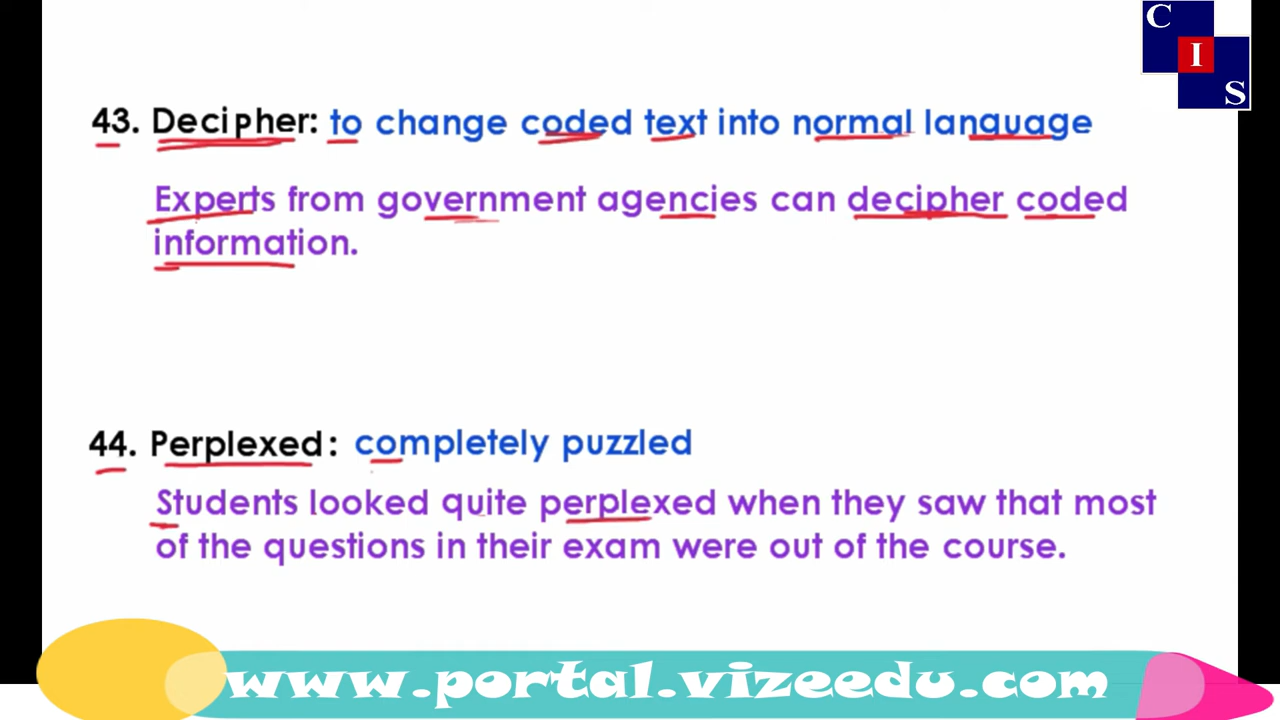 C
I
S
43. Decipher: to change coded text into normal language
Experts from government agencies can decipher coded
information.
44. Perplexed: completely puzzled
Students looked quite perplexed when they saw that most
of the questions in their exam were out of the course.
www.portal.vizeedu.com